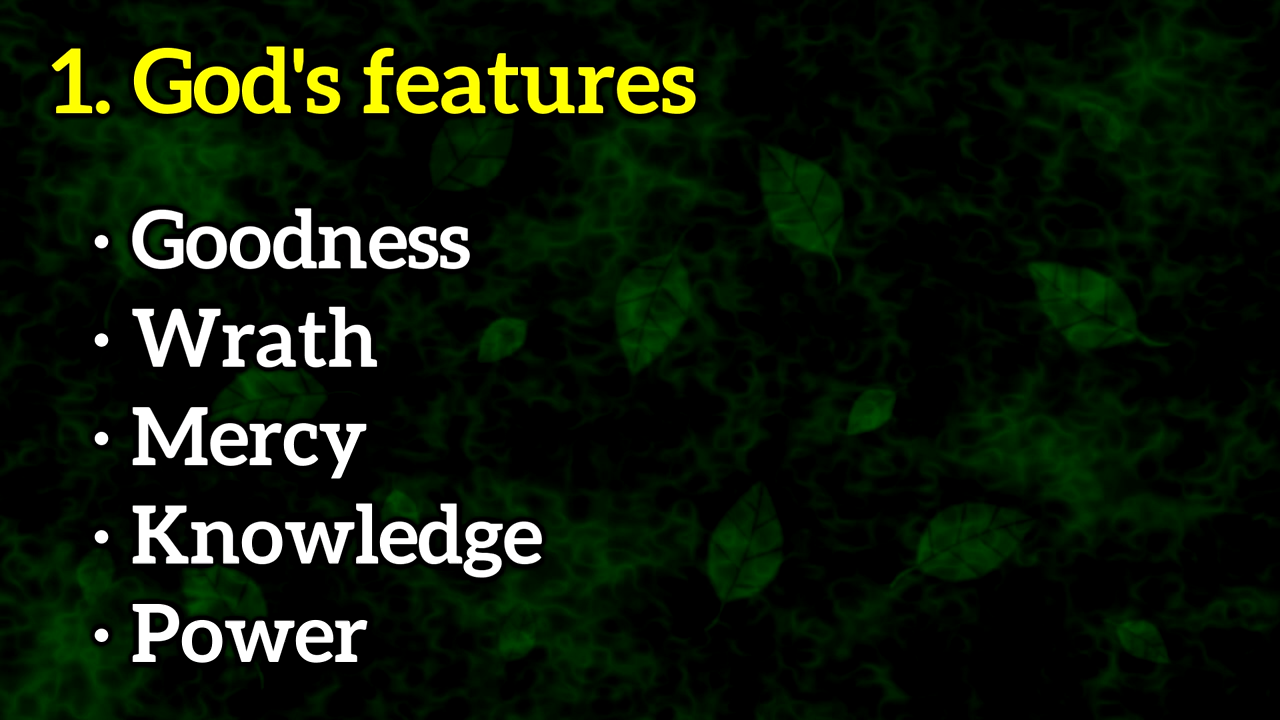 1. God's features
· Goodness
· Wrath
· Mercy
· Knowledge
· Power